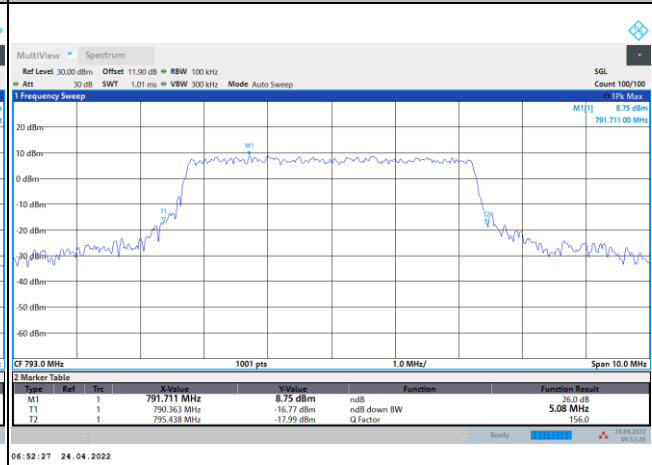 MultiView Spectrum
Ref Level 30.00 dBm Offset 11.90 dB RBW 100 kHz SGL
Att 30 dB SWT 1.01 ms VBW 300 kHz Mode Auto Sweep Count 100/100
1 Frequency Sweep 1Pk Max
M1[1] 8.75 dBm
791.711 00 MHz
20 dBm
M1
10 dBm
0 dBm
-10 dBm
T1
T2
-20 dBm
-30 dBm
-40 dBm
-50 dBm
-60 dBm
CF 793.0 MHz 1001 pts 1.0 MHz/ Span 10.0 MHz
2 Marker Table
Type Ref Trc X-Value Y-Value Function Function Result
M1 1 791.711 MHz 8.75 dBm ndB 26.0 dB
T1 1 790.363 MHz -16.77 dBm ndB down BW 5.08 MHz
T2 1 795.438 MHz -17.99 dBm Q Factor 156.0
Ready 24.04.2022
06:52:20
06:52:27 24.04.2022